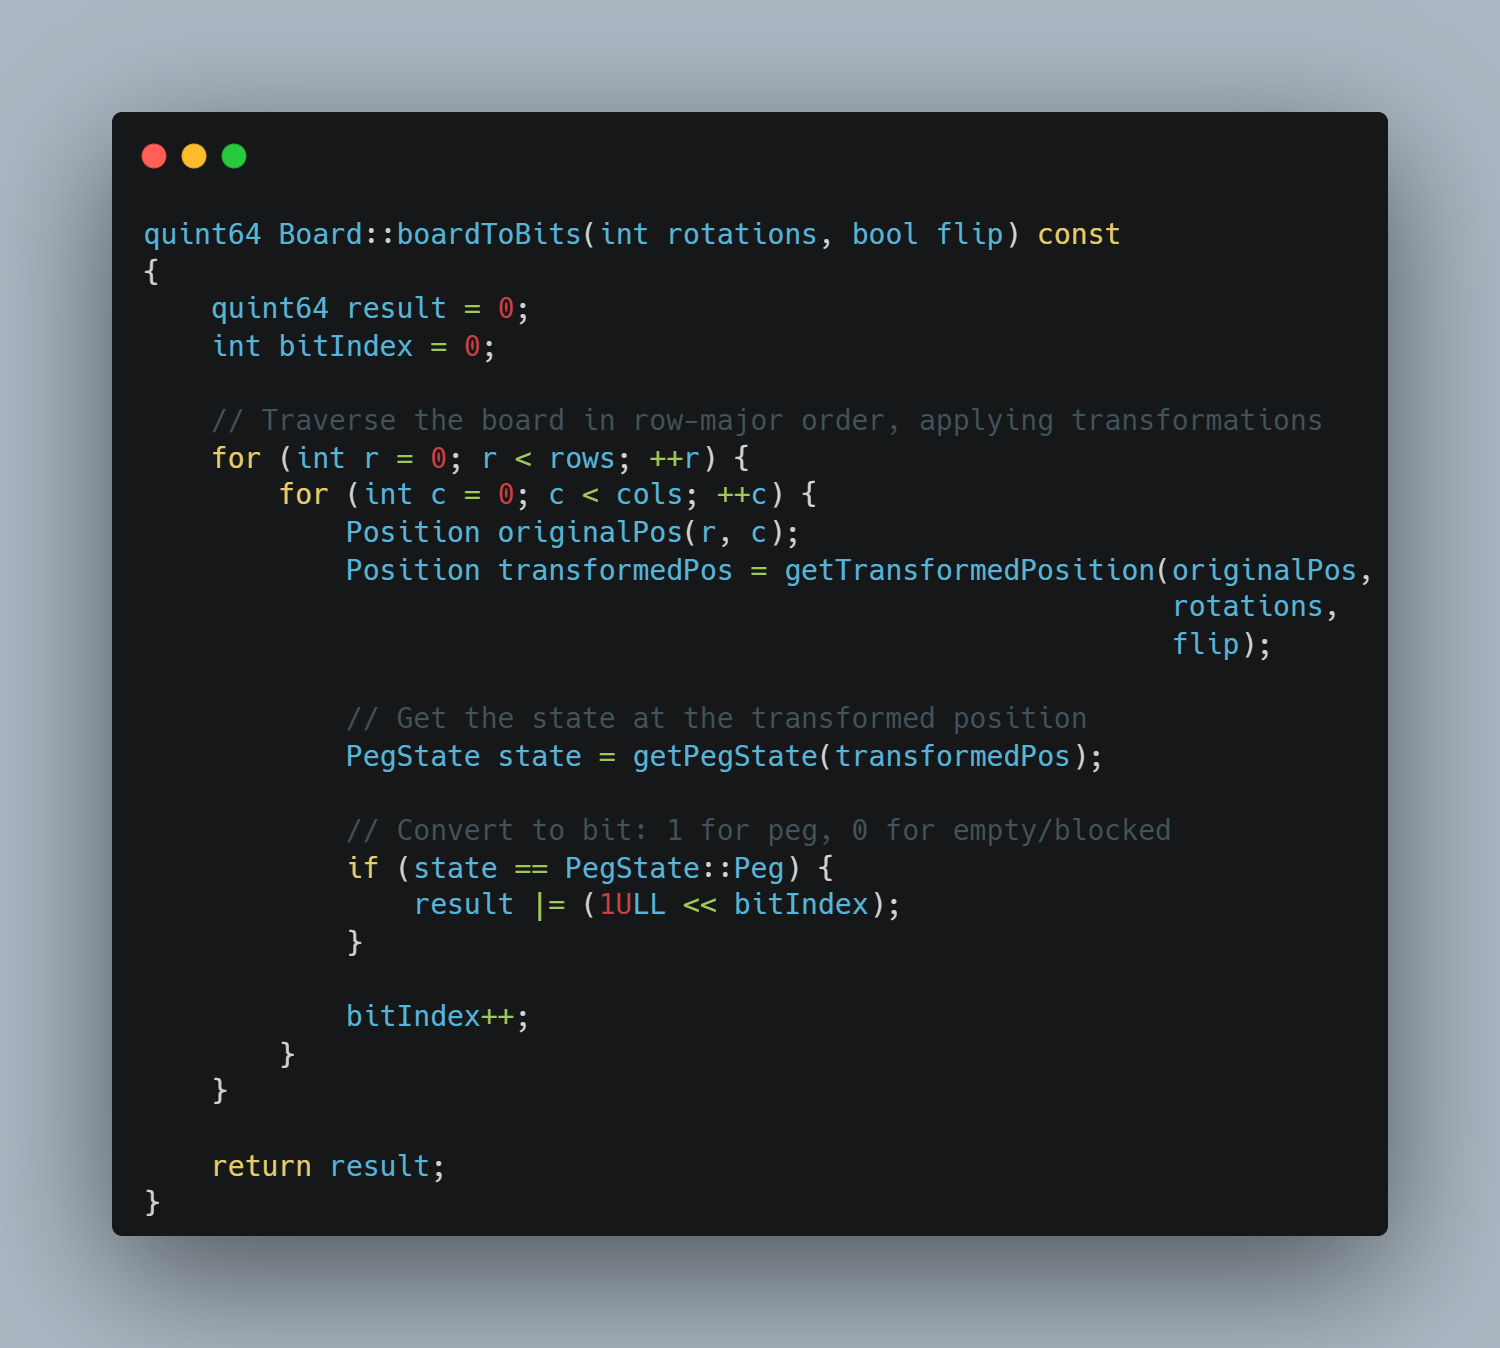 quint64 Board::boardToBits(int rotations, bool flip) const
{
    quint64 result = 0;
    int bitIndex = 0;

    // Traverse the board in row-major order, applying transformations
    for (int r = 0; r < rows; ++r) {
        for (int c = 0; c < cols; ++c) {
            Position originalPos(r, c);
            Position transformedPos = getTransformedPosition(originalPos,
                                                             rotations,
                                                             flip);

            // Get the state at the transformed position
            PegState state = getPegState(transformedPos);

            // Convert to bit: 1 for peg, 0 for empty/blocked
            if (state == PegState::Peg) {
                result |= (1ULL << bitIndex);
            }

            bitIndex++;
        }
    }

    return result;
}